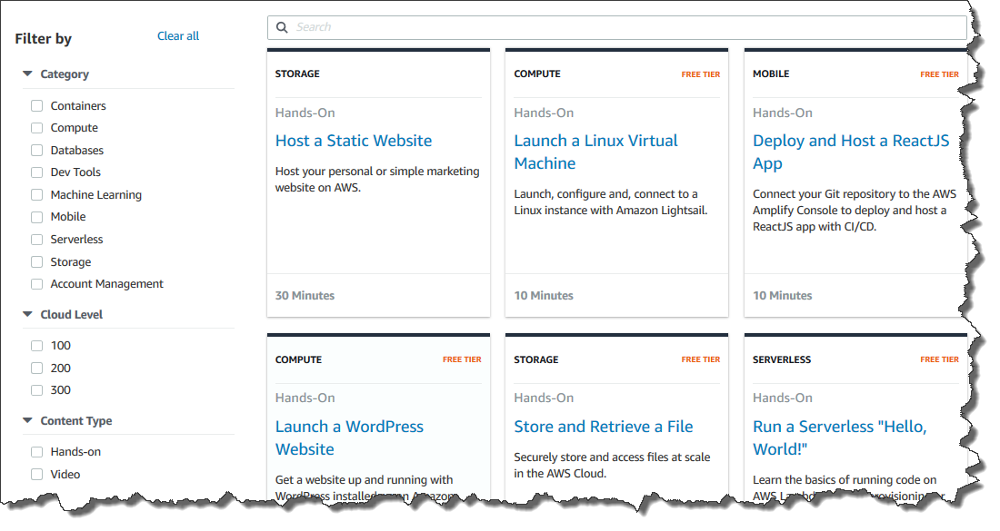 Filter by
Clear all
Category
Containers
Compute
Databases
Dev Tools
Machine Learning
Mobile
Serverless
Storage
Account Management
Cloud Level
100
200
300
Content Type
Hands-on
Video
Search
STORAGE
Hands-On
Host a Static Website
Host your personal or simple marketing
website on AWS.
30 Minutes
COMPUTE
FREE TIER
Hands-On
Launch a Linux Virtual
Machine
Launch, configure and, connect to a
Linux instance with Amazon Lightsail.
10 Minutes
MOBILE
FREE TIER
Hands-On
Deploy and Host a ReactJS
App
Connect your Git repository to the AWS
Amplify Console to deploy and host a
ReactJS app with CI/CD.
10 Minutes
COMPUTE
FREE TIER
Hands-On
Launch a WordPress
Website
Get a website up and running with
WordPress installed on an Amazon
STORAGE
FREE TIER
Hands-On
Store and Retrieve a File
Securely store and access files at scale
in the AWS Cloud.
SERVERLESS
FREE TIER
Hands-On
Run a Serverless "Hello,
World!"
Learn the basics of running code on
AWS Lambda provisioning or